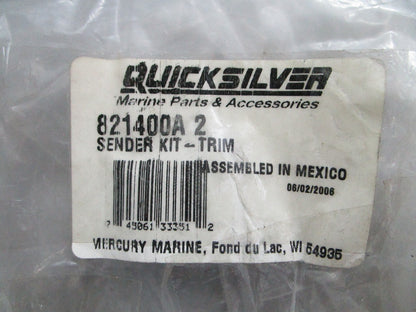 QUICKSILVER
Marine Parts & Accessories
821400A 2
SENDER KIT-TRIM
ASSEMBLED IN MEXICO
06/02/2006
7 45061 33351 2
MERCURY MARINE, Fond du Lac, WI 54935